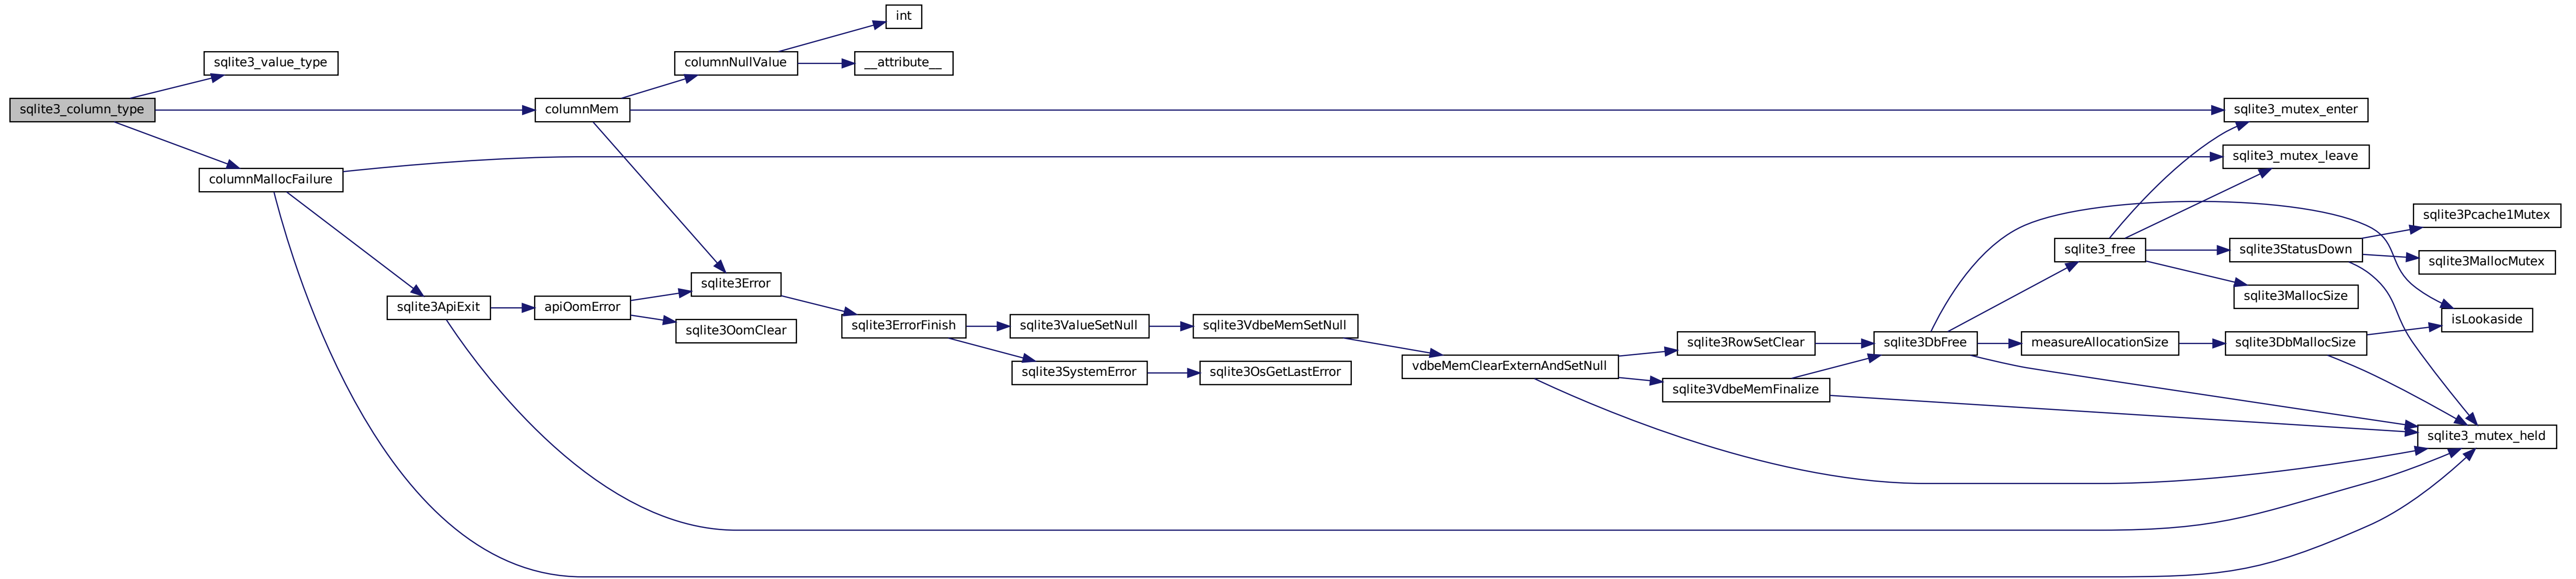 sqlite3_column_type
sqlite3_value_type
columnMem
columnMallocFailure
columnNullValue
int
__attribute__
sqlite3ApiExit
apiOomError
sqlite3Error
sqlite3OomClear
sqlite3ErrorFinish
sqlite3ValueSetNull
sqlite3SystemError
sqlite3VdbeMemSetNull
sqlite3OsGetLastError
vdbeMemClearExternAndSetNull
sqlite3RowSetClear
sqlite3VdbeMemFinalize
sqlite3DbFree
sqlite3_free
measureAllocationSize
sqlite3_mutex_enter
sqlite3_mutex_leave
sqlite3StatusDown
sqlite3MallocSize
sqlite3DbMallocSize
sqlite3Pcache1Mutex
sqlite3MallocMutex
isLookaside
sqlite3_mutex_held